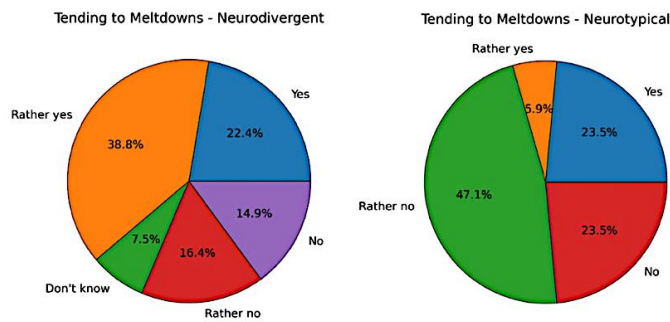 Tending to Meltdowns - Neurodivergent
Yes
Rather yes
38.8%
22.4%
7.5%
16.4%
14.9%
Don't know
Rather no
No
Tending to Meltdowns - Neurotypical
Rather yes
Yes
5.9%
23.5%
47.1%
Rather no
23.5%
No